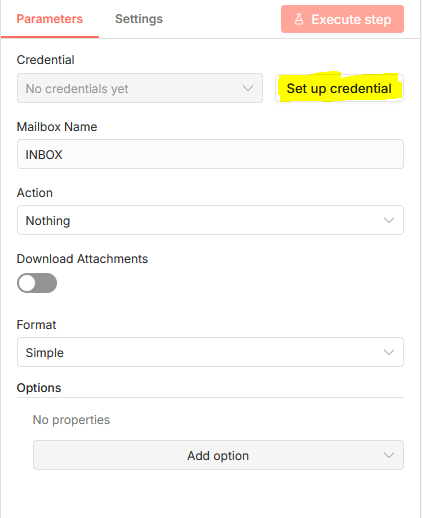 Parameters Settings Execute step
Credential
No credentials yet Set up credential
Mailbox Name
INBOX
Action
Nothing
Download Attachments
Format
Simple
Options
No properties
Add option